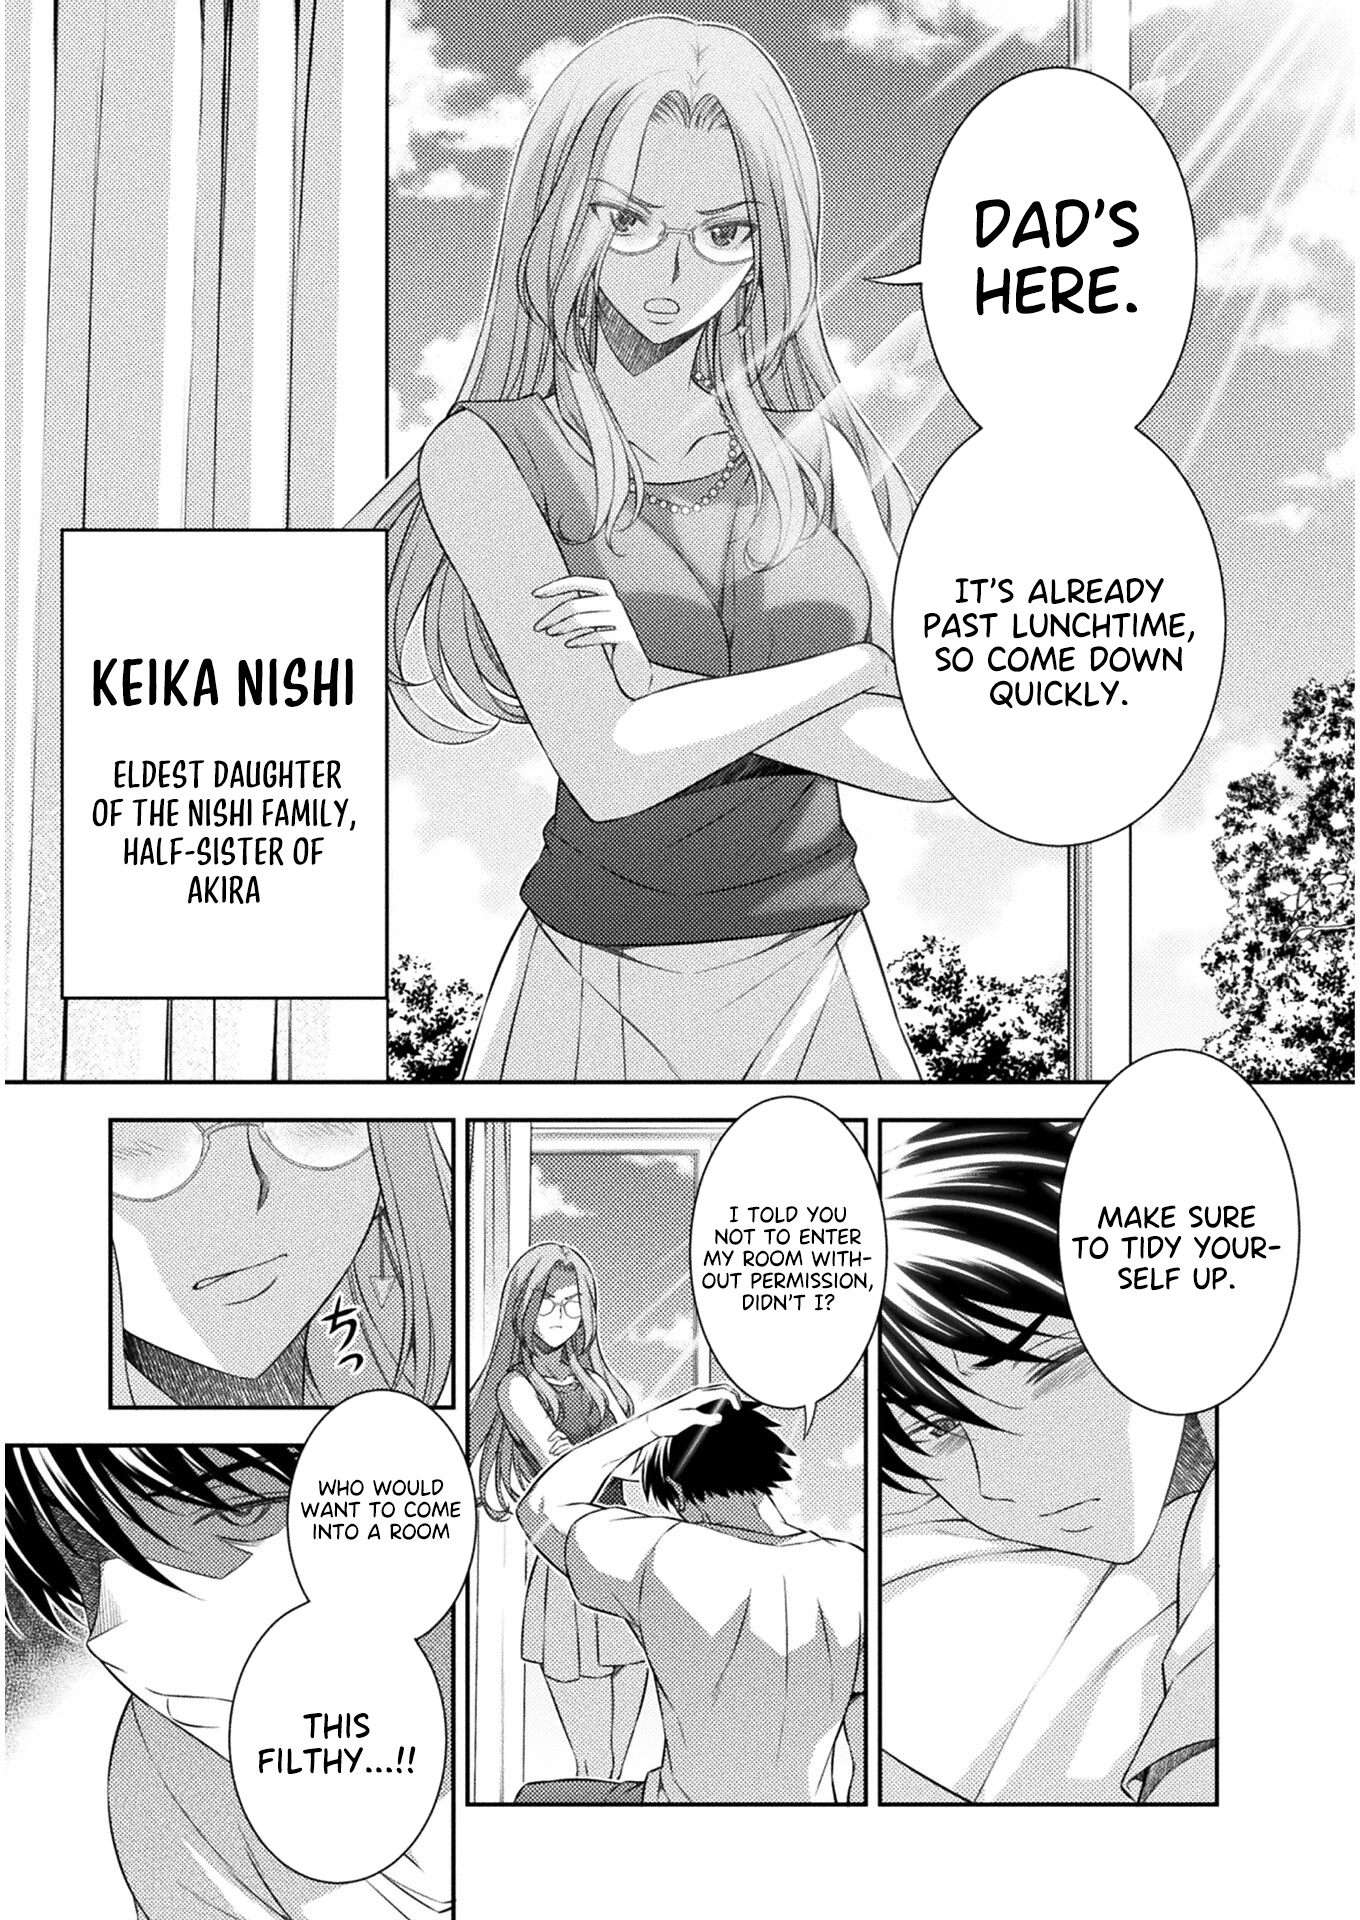 DAD'S
HERE.
IT'S ALREADY
PAST LUNCHTIME,
SO COME DOWN
QUICKLY.
KEIKA NISHI
ELDEST DAUGHTER
OF THE NISHI FAMILY,
HALF-SISTER OF
AKIRA
MAKE SURE
TO TIDY YOUR-
SELF UP.
I TOLD YOU
NOT TO ENTER
MY ROOM WITH-
OUT PERMISSION,
DIDN'T I?
ちっ
WHO WOULD
WANT TO COME
INTO A ROOM
THIS
FILTHY...!!